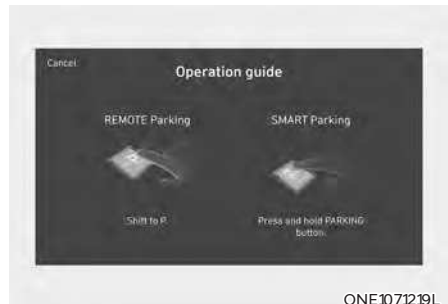 Cancel
Operation guide
REMOTE Parking
SMART Parking
Shift to P.
Press and hold PARKING
button.
ONE1071219L